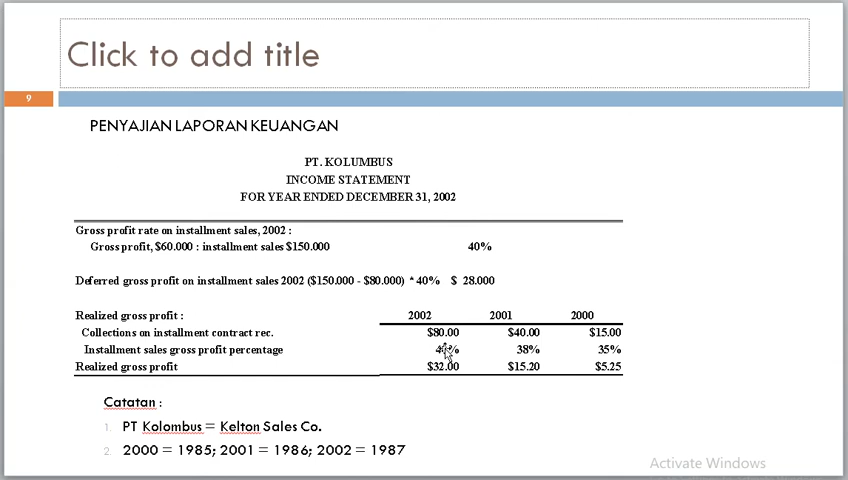 Click to add title
9
PENYAJIAN LAPORAN KEUANGAN
PT. KOLUMBUS
INCOME STATEMENT
FOR YEAR ENDED DECEMBER 31, 2002
Gross profit rate on installment sales, 2002 :
Gross profit, $60.000 : installment sales $150.000 40%
Deferred gross profit on installment sales 2002 ($150.000 - $80.000) * 40% $ 28.000
Realized gross profit : 2002 2001 2000
Collections on installment contract rec. $80.00 $40.00 $15.00
Installment sales gross profit percentage 38% 35%
Realized gross profit $32.00 $15.20 $5.25
Catatan :
1. PT Kolombus = Kelton Sales Co.
2. 2000 = 1985; 2001 = 1986; 2002 = 1987
Activate Windows